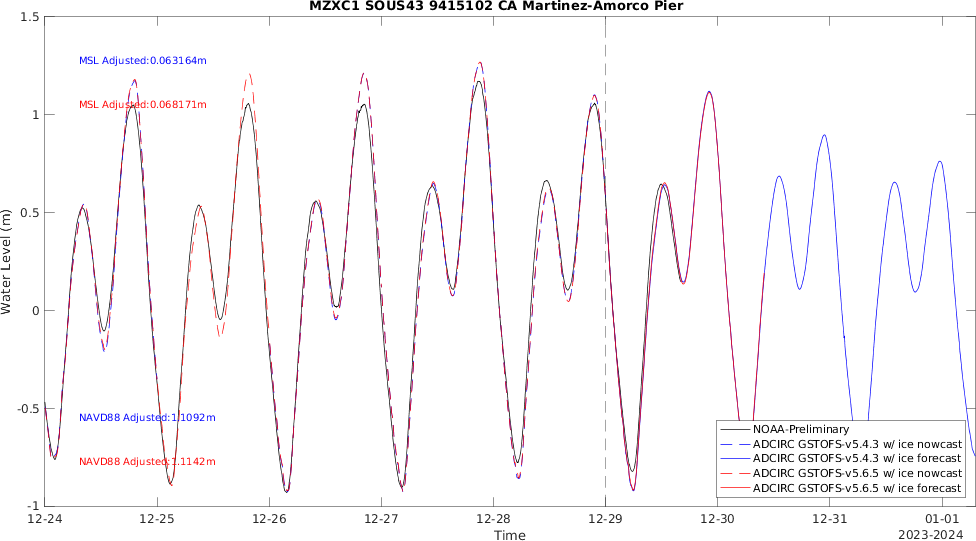 MZXC1 SOUS43 9415102 CA Martinez-Amorco Pier
1.5
MSL Adjusted:0.063164m
MSL Adjusted:0.068171m
1
0.5
Water Level (m)
0
-0.5
NAVD88 Adjusted:1.1092m
NAVD88 Adjusted:1.1142m
-1
NOAA-Preliminary
ADCIRC GSTOFS-v5.4.3 w/ ice nowcast
ADCIRC GSTOFS-v5.4.3 w/ ice forecast
ADCIRC GSTOFS-v5.6.5 w/ ice nowcast
ADCIRC GSTOFS-v5.6.5 w/ ice forecast
12-24 12-25 12-26 12-27 12-28 12-29 12-30 12-31 01-01
Time
2023-2024